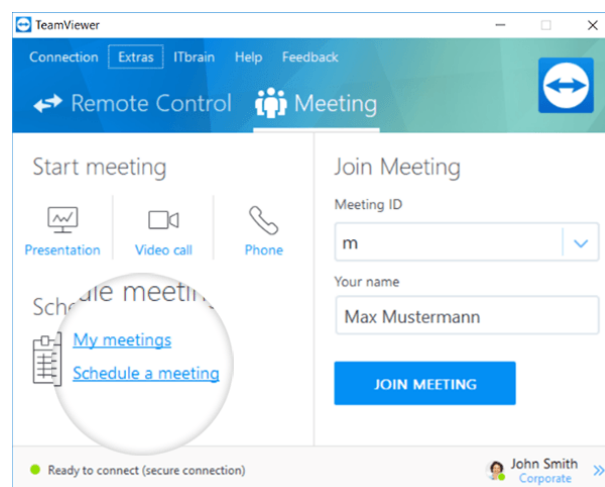 TeamViewer
Connection Extras ITbrain Help Feedback
Remote Control Meeting
Start meeting
Presentation Video call Phone
My meetings
Schedule a meeting
Join Meeting
Meeting ID
m
Your name
Max Mustermann
JOIN MEETING
Ready to connect (secure connection)
John Smith
Corporate